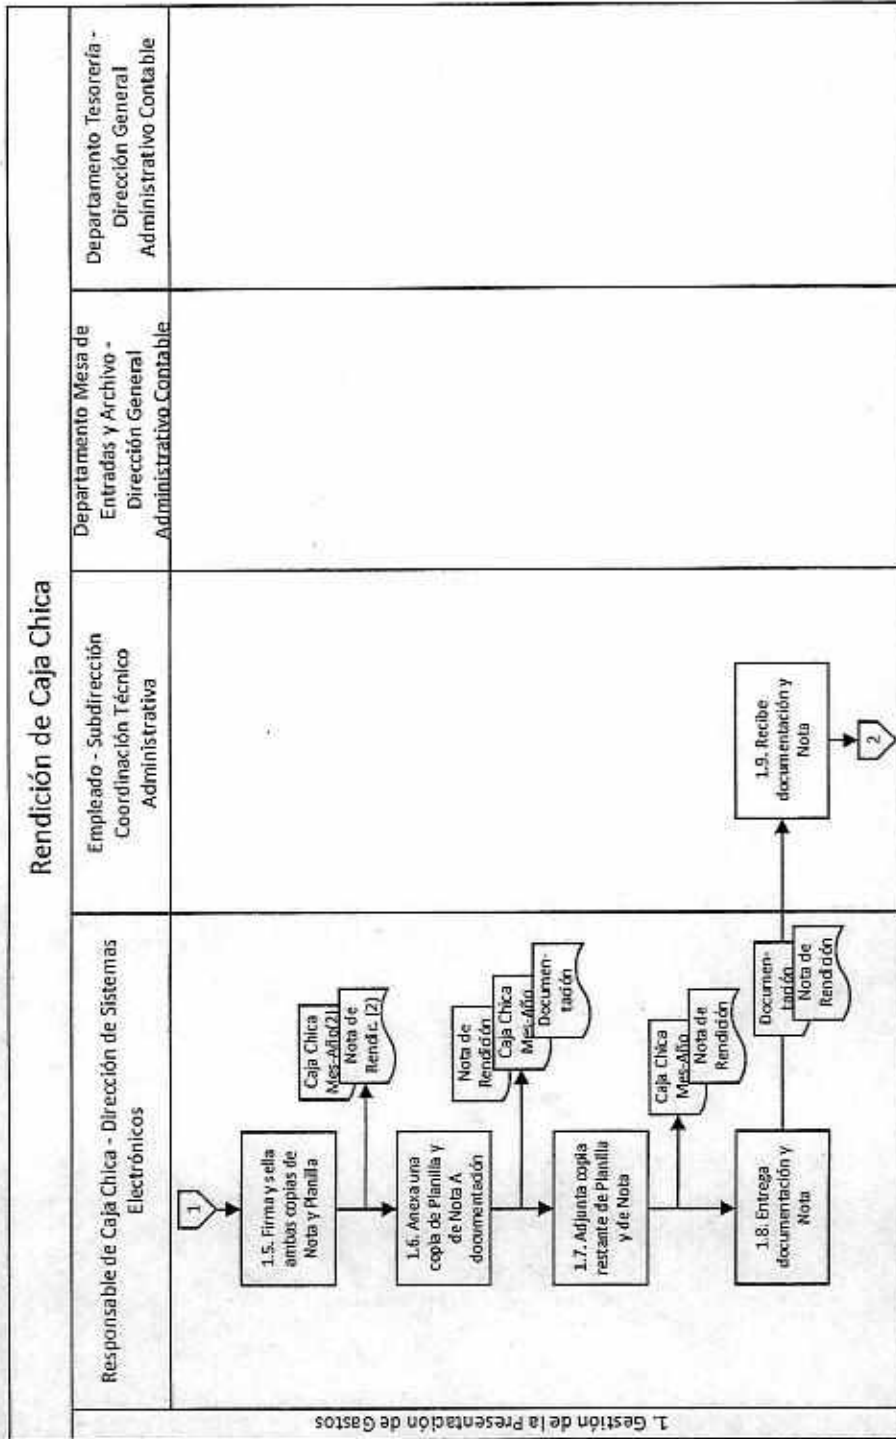 Rendición de Caja Chica
Responsable de Caja Chica - Dirección de Sistemas
Electrónicos
Empleado - Subdirección
Coordinación Técnico
Administrativa
Departamento Mesa de
Entradas y Archivo -
Dirección General
Administrativo Contable
Departamento Tesorería -
Dirección General
Administrativo Contable
1. Gestión de la Presentación de Gastos
1
1.5. Firma y sella
ambas copias de
Nota y Planilla
Caja Chica
Mes-Año(2)
Nota de
Rendic. (2)
1.6. Anexa una
copia de Planilla y
de Nota A
documentación
Nota de
Rendición
Caja Chica
Mes-Año
Documen-
tación
1.7. Adjunta copia
restante de Planilla
y de Nota
Caja Chica
Mes-Año
Nota de
Rendición
1.8. Entrega
documentación y
Nota
Documen-
tación
Nota de
Rendición
1.9. Recibe
documentación y
Nota
2